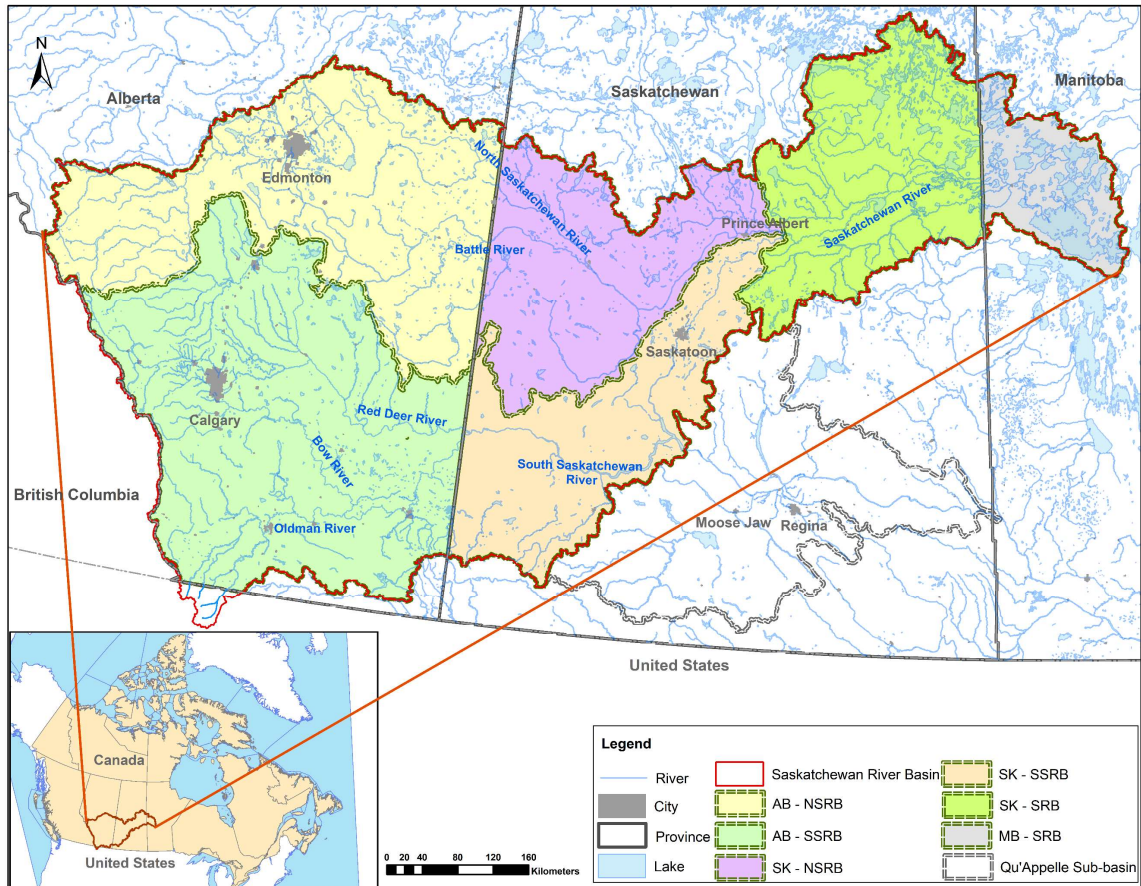 N
Alberta
Saskatchewan
Manitoba
Edmonton
North Saskatchewan River
Prince Albert
Saskatchewan River
Battle River
Saskatoon
Calgary
Red Deer River
Bow River
South Saskatchewan
River
British Columbia
Oldman River
Moose Jaw
Regina
United States
Canada
United States
0 20 40 80 120 160
Kilometers
Legend
River
City
Province
Lake
Saskatchewan River Basin
AB - NSRB
AB - SSRB
SK - NSRB
SK - SSRB
SK - SRB
MB - SRB
Qu'Appelle Sub-basin